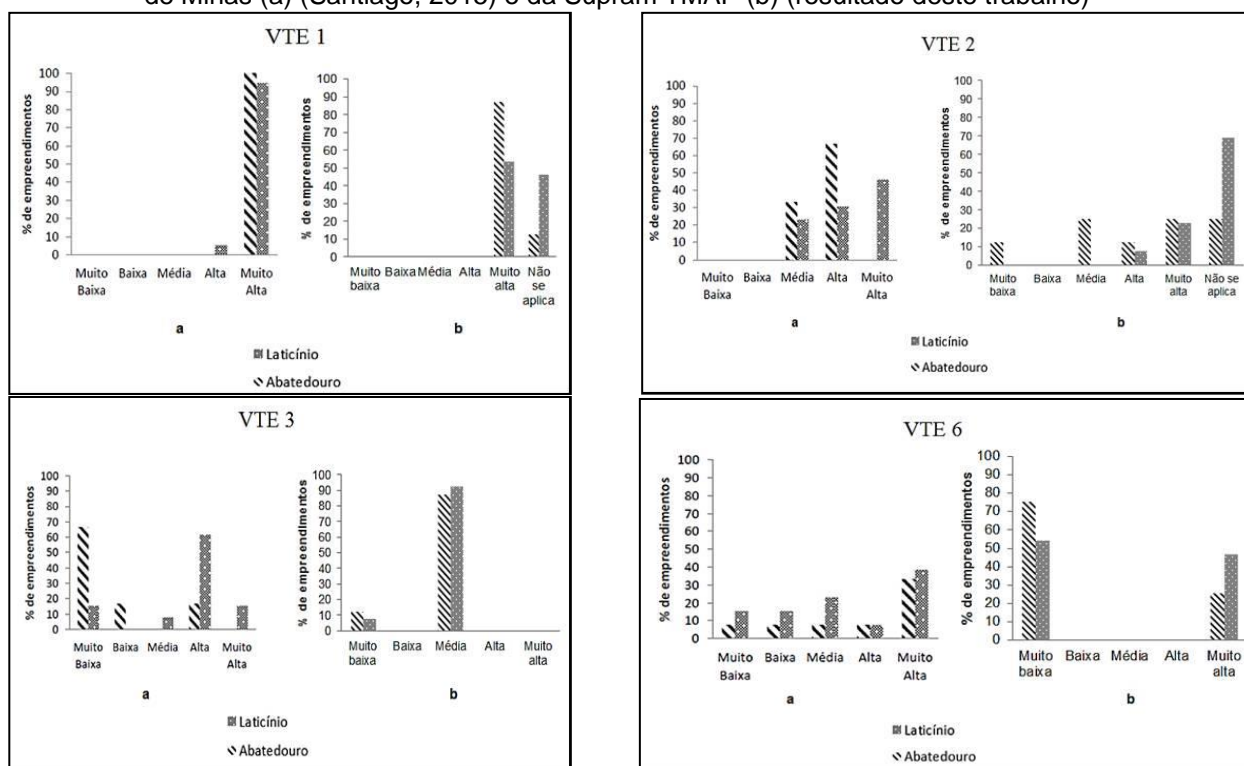 de Minas (a) (Santiago, 2018) e da Supram TMAP (b) (resultado deste trabalho)
VTE 1
% de empreendimentos
100
90
80
70
60
50
40
30
20
10
0
Muito Baixa
Baixa
Média
Alta
Muito Alta
a
% de empreendimentos
100
90
80
70
60
50
40
30
20
10
0
Muito baixa
Baixa
Média
Alta
Muito alta
Não se aplica
b
Laticínio
Abatedouro
VTE 2
% de empreendimentos
100
90
80
70
60
50
40
30
20
10
0
Muito Baixa
Baixa
Média
Alta
Muito Alta
a
% de empreendimentos
100
90
80
70
60
50
40
30
20
10
0
Muito baixa
Baixa
Média
Alta
Muito alta
Não se aplica
b
Laticínio
Abatedouro
VTE 3
% de empreendimentos
100
90
80
70
60
50
40
30
20
10
0
Muito Baixa
Baixa
Média
Alta
Muito Alta
a
% de empreendimentos
100
90
80
70
60
50
40
30
20
10
0
Muito baixa
Baixa
Média
Alta
Muito alta
b
Laticínio
Abatedouro
VTE 6
% de empreendimentos
100
90
80
70
60
50
40
30
20
10
0
Muito Baixa
Baixa
Média
Alta
Muito Alta
a
% de empreendimentos
100
90
80
70
60
50
40
30
20
10
0
Muito baixa
Baixa
Média
Alta
Muito alta
b
Laticínio
Abatedouro